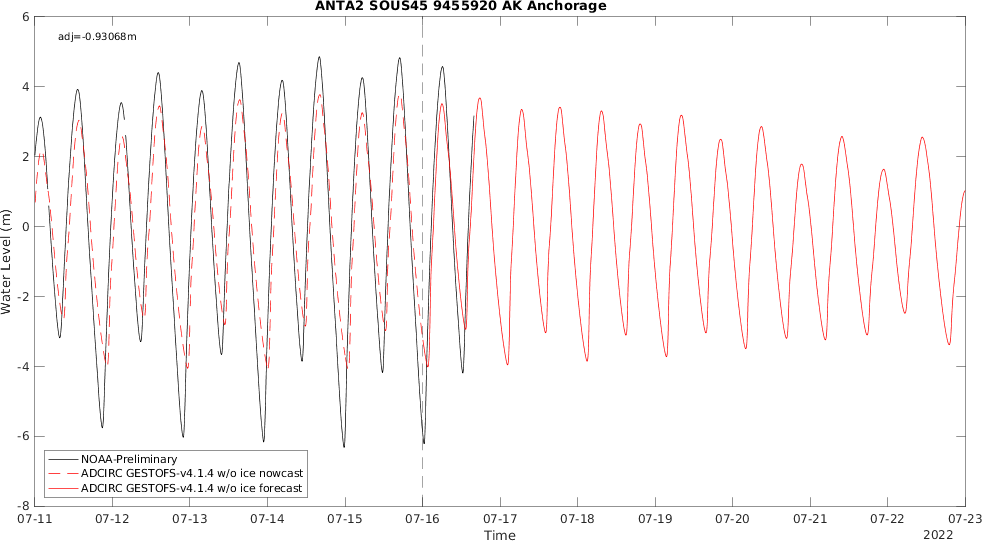 ANTA2 SOUS45 9455920 AK Anchorage
adj=-0.93068m
6
4
2
0
-2
-4
-6
-8
Water Level (m)
NOAA-Preliminary
ADCIRC GESTOFS-v4.1.4 w/o ice nowcast
ADCIRC GESTOFS-v4.1.4 w/o ice forecast
07-11 07-12 07-13 07-14 07-15 07-16 07-17 07-18 07-19 07-20 07-21 07-22 07-23
Time
2022